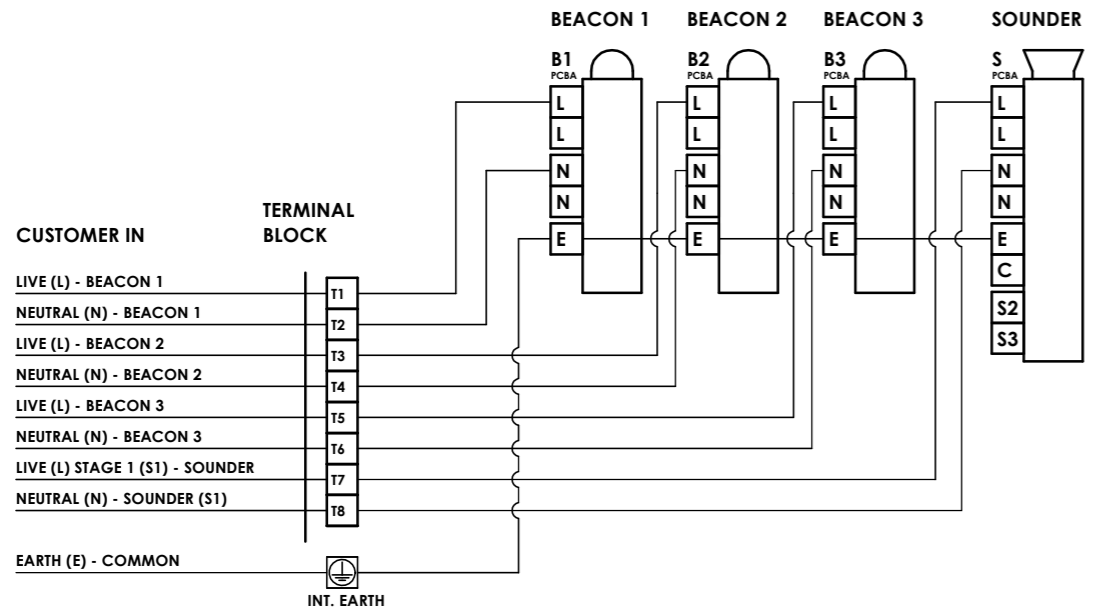 BEACON 1 BEACON 2 BEACON 3 SOUNDER
B1 B2 B3 S
PCBA PCBA PCBA PCBA
L L L L
L L L L
N N N N
N N N N
E E E E
C
S2
S3
CUSTOMER IN
TERMINAL
BLOCK
LIVE (L) - BEACON 1
T1
NEUTRAL (N) - BEACON 1
T2
LIVE (L) - BEACON 2
T3
NEUTRAL (N) - BEACON 2
T4
LIVE (L) - BEACON 3
T5
NEUTRAL (N) - BEACON 3
T6
LIVE (L) STAGE 1 (S1) - SOUNDER
T7
NEUTRAL (N) - SOUNDER (S1)
T8
EARTH (E) - COMMON
INT. EARTH